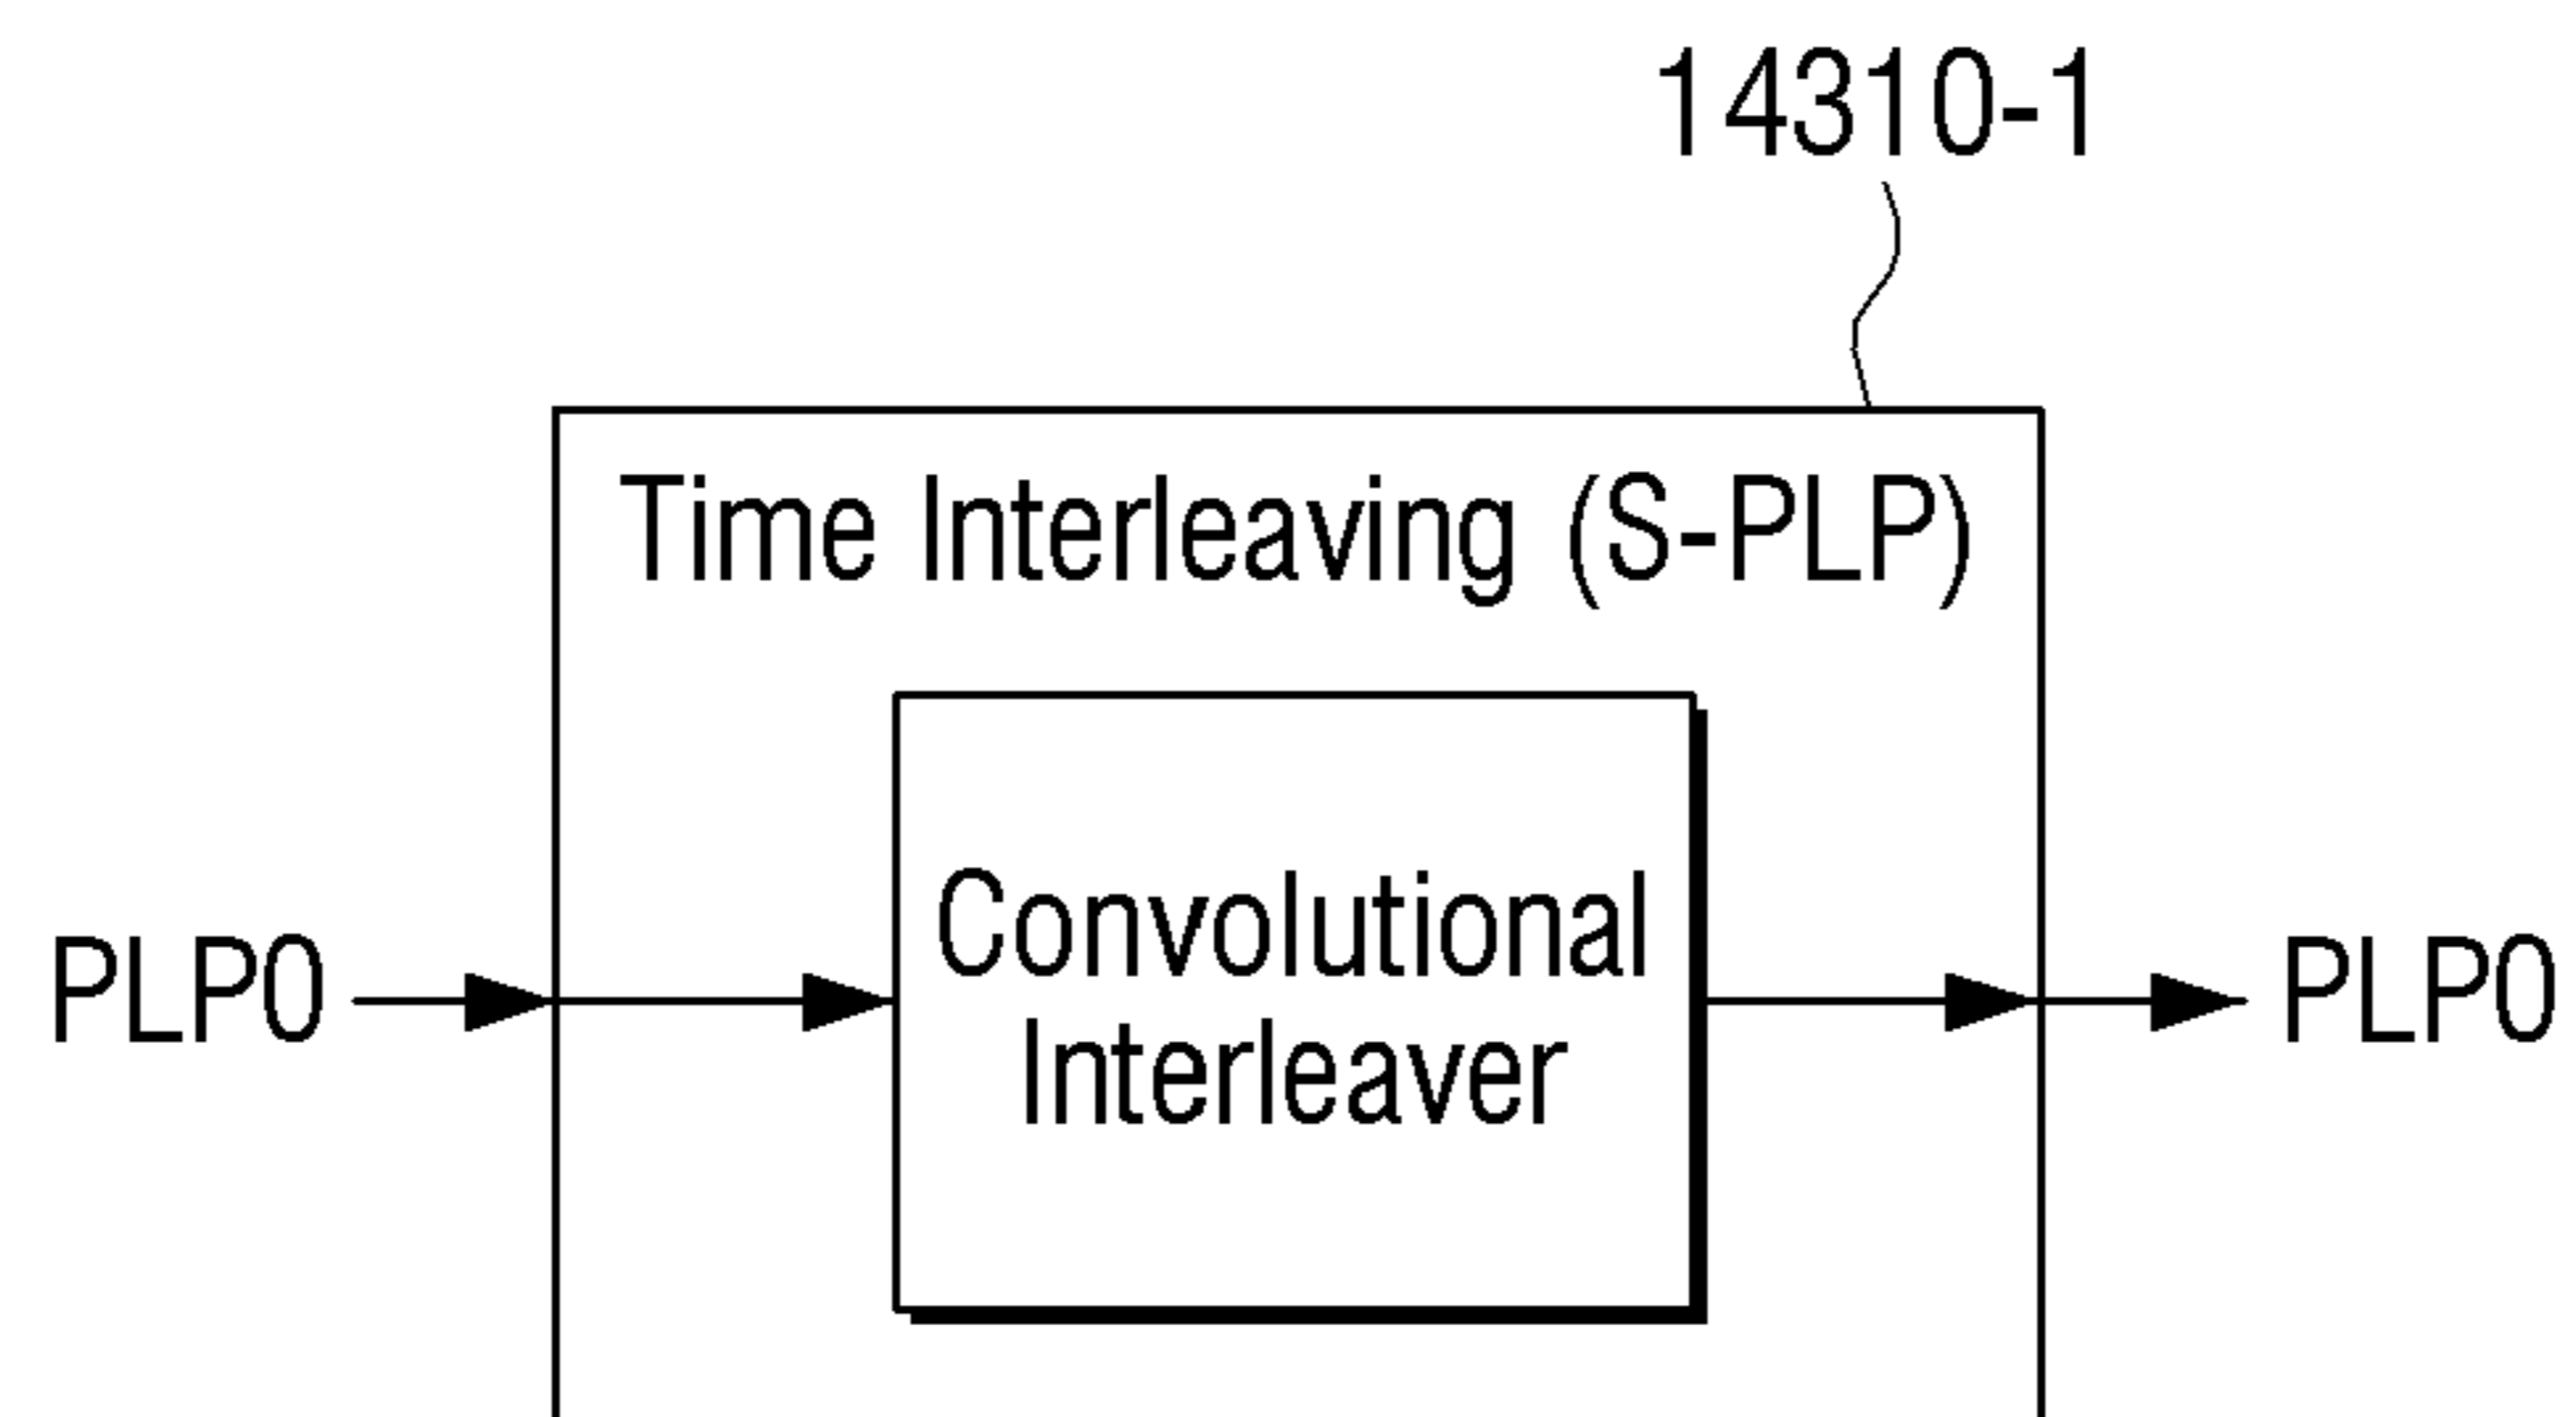 14310-1
Time Interleaving (S-PLP)
PLP0
Convolutional
Interleaver
PLP0